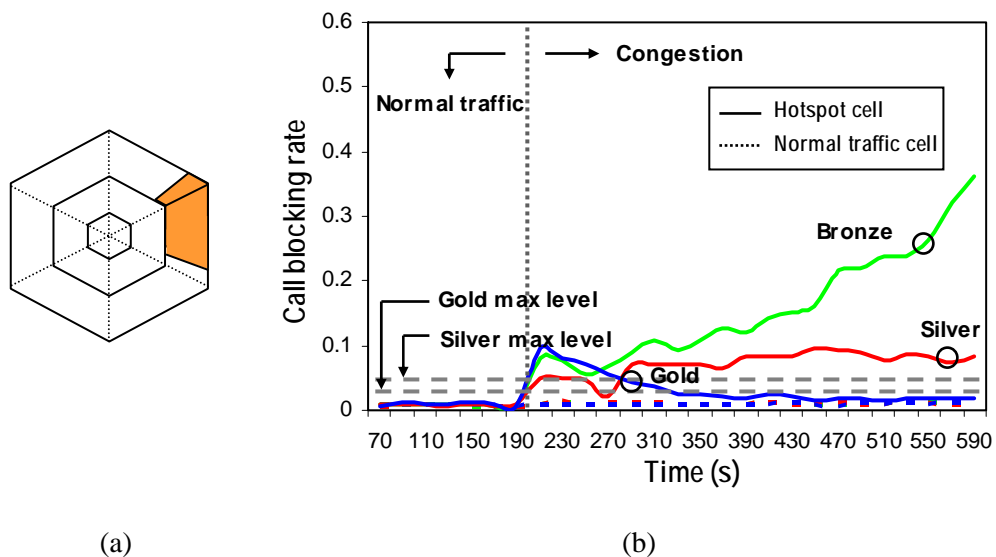 0.6
0.5
0.4
0.3
0.2
0.1
0
Call blocking rate
Congestion
Normal traffic
Hotspot cell
Normal traffic cell
Bronze
Gold max level
Silver max level
Silver
Gold
70 110 150 190 230 270 310 350 390 430 470 510 550 590
Time (s)
(a)
(b)